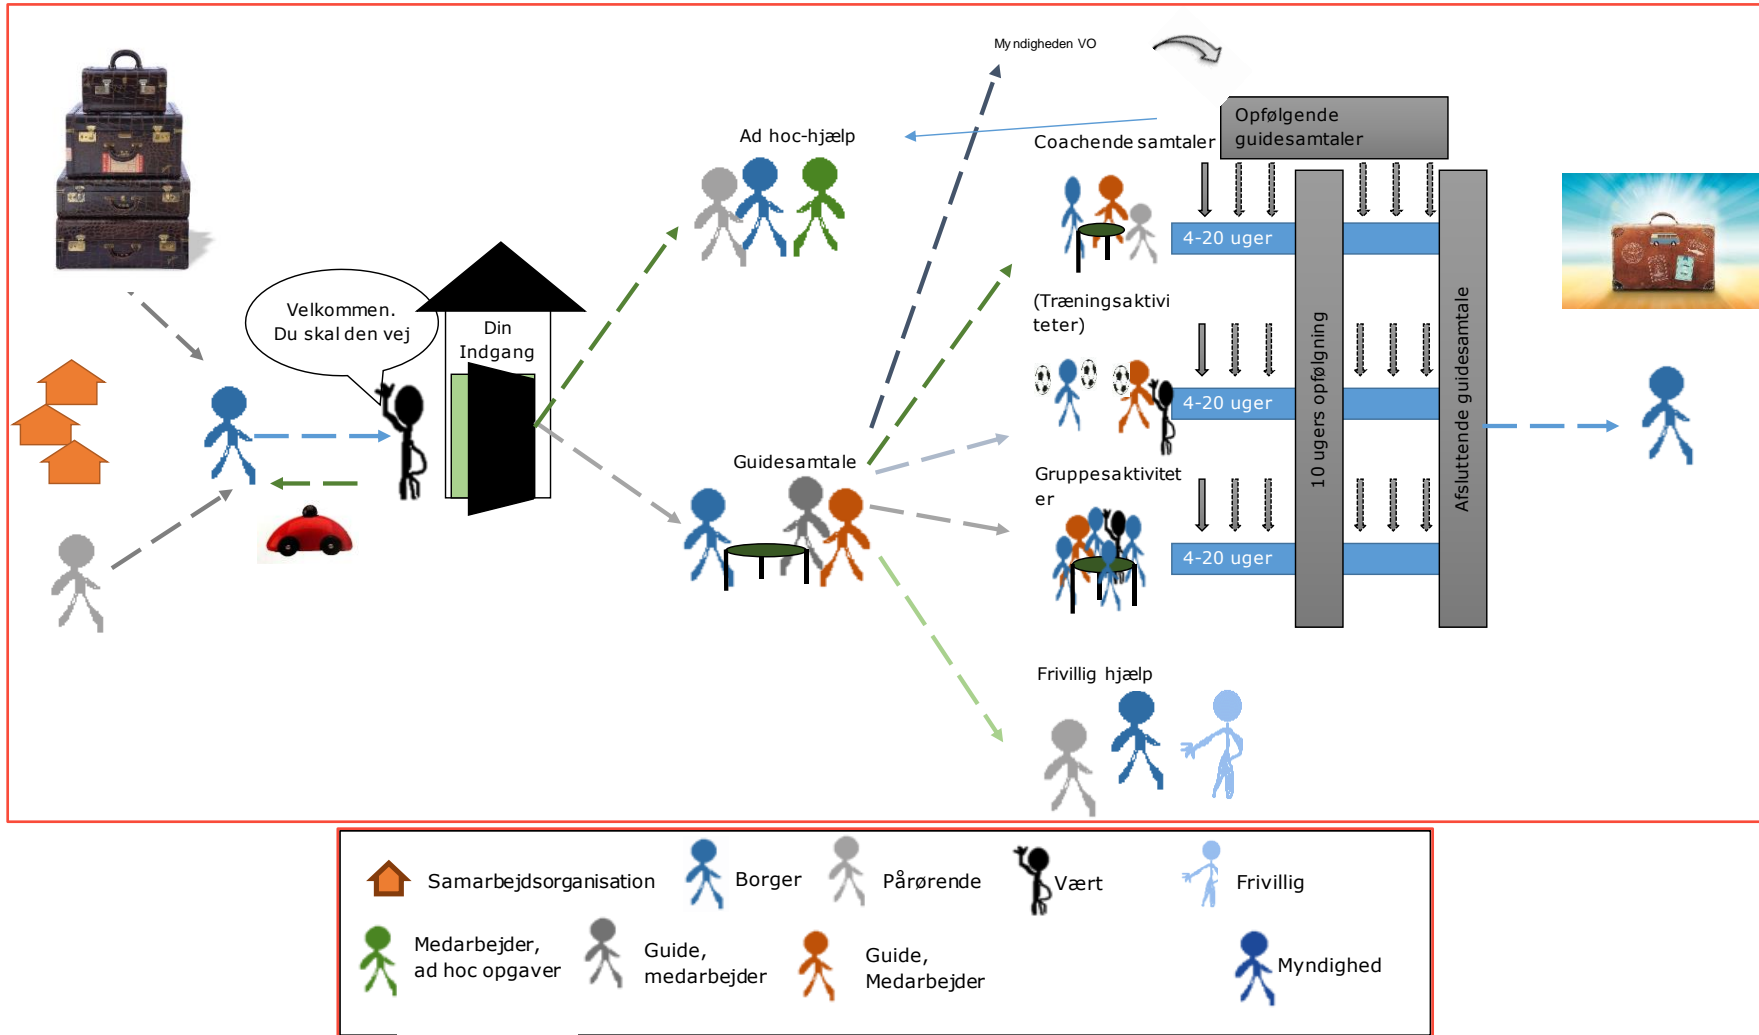 Myndigheden VO
Opfølgende
guidesamtaler
Ad hoc-hjælp
Coachende samtaler
4-20 uger
Velkommen.
Du skal den vej
Din
Indgang
(Træningsaktivi
teter)
4-20 uger
10 ugers opfølgning
Afsluttende guidesamtale
Guidesamtale
Gruppesaktivitet
er
4-20 uger
Frivillig hjælp
Samarbejdsorganisation
Borger
Pårørende
Vært
Frivillig
Medarbejder,
ad hoc opgaver
Guide,
medarbejder
Guide,
Medarbejder
Myndighed